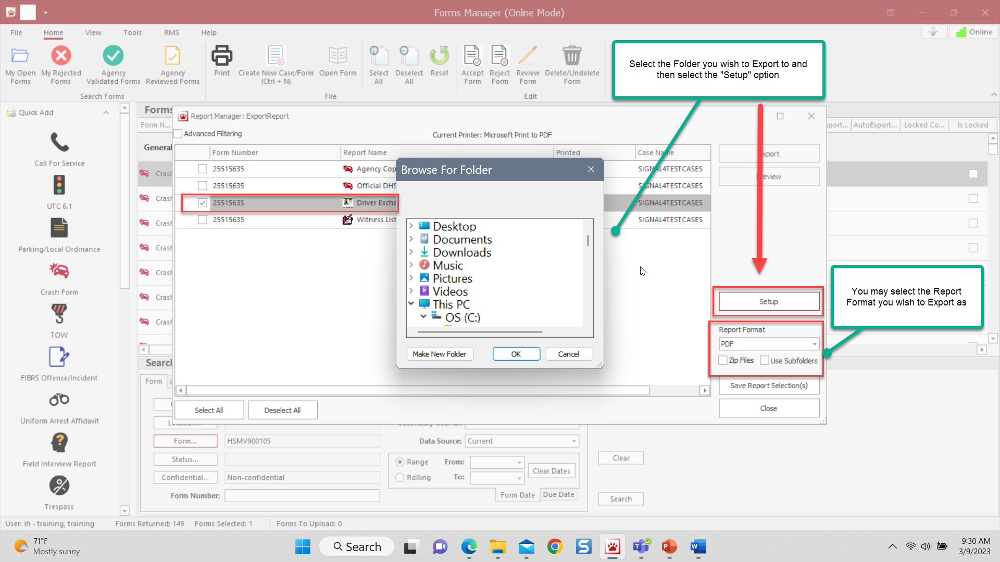 Forms Manager (Online Mode)
File Home View Tools RMS Help
Online
My Open
Forms
My Rejected
Forms
Agency
Validated Forms
Agency
Reviewed Forms
Print
Create New Case/Form
(Ctrl + N)
Open Form
Select
All
Deselect
All
Reset
Accept
Form
Reject
Form
Review
Form
Delete/Undelete
Form
Search Forms
File
Edit
Select the Folder you wish to Export to and
then select the "Setup" option
Quick Add
Call For Service
UTC 6.1
Parking/Local Ordinance
Crash Form
TOW
FIBRS Offense/Incident
Uniform Arrest Affidavit
Field Interview Report
Trespass
Forms
Form N...
General
AutoExport...
Locked Co...
Is Locked
Report Manager: ExportReport
Advanced Filtering
Current Printer: Microsoft Print to PDF
Form Number Report Name Printed Case Name
25515635 Agency Cop SIGNAL4TESTCASES
25515635 Official DHS SIGNAL4TESTCASES
25515635 Driver Excha SIGNAL4TESTCASES
25515635 Witness List SIGNAL4TESTCASES
Browse For Folder
Desktop
Documents
Downloads
Music
Pictures
Videos
This PC
OS (C:)
Make New Folder OK Cancel
Setup
Report Format
PDF
Zip Files Use Subfolders
Save Report Selection(s)
Close
You may select the Report
Format you wish to Export as
Select All Deselect All
Search
Form
Form... HSMV90010S
Status...
Confidential... Non-confidential
Form Number:
Data Source: Current
Range From:
Rolling To:
Clear Dates
Form Date Due Date
Clear
Search
User: ih - training, training Forms Returned: 149 Forms Selected: 1 Forms To Upload: 0
71°F
Mostly sunny
Search
9:30 AM
3/9/2023